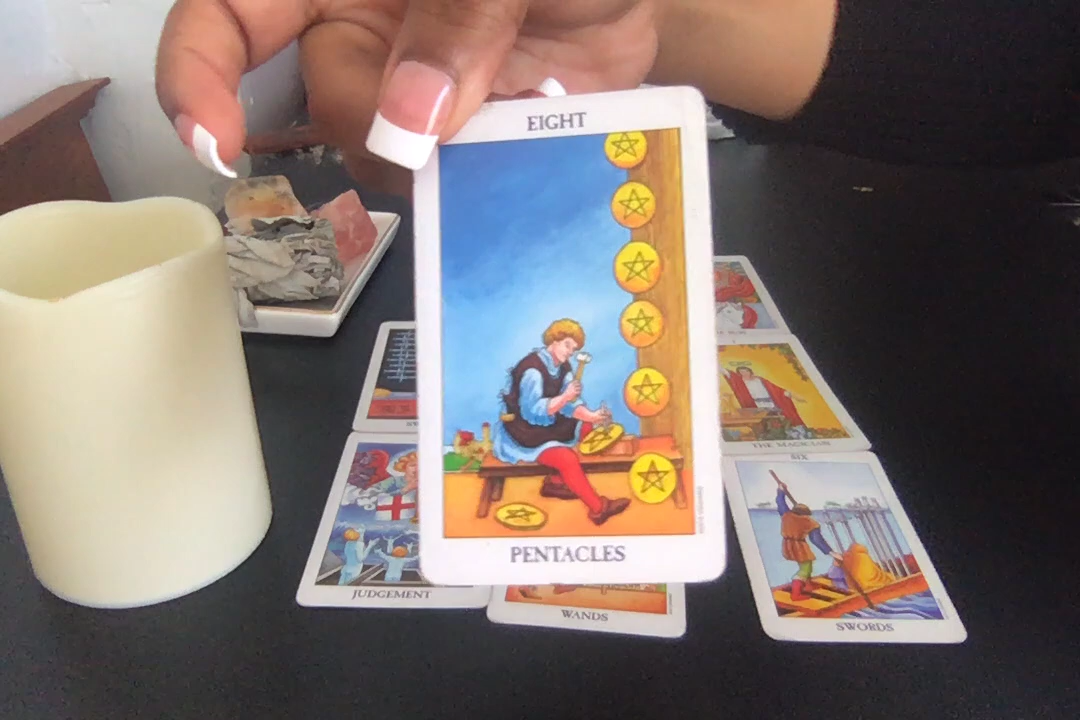 EIGHT
PENTACLES
JUDGEMENT
WANDS
I
THE MAGICIAN
SIX
SWORDS